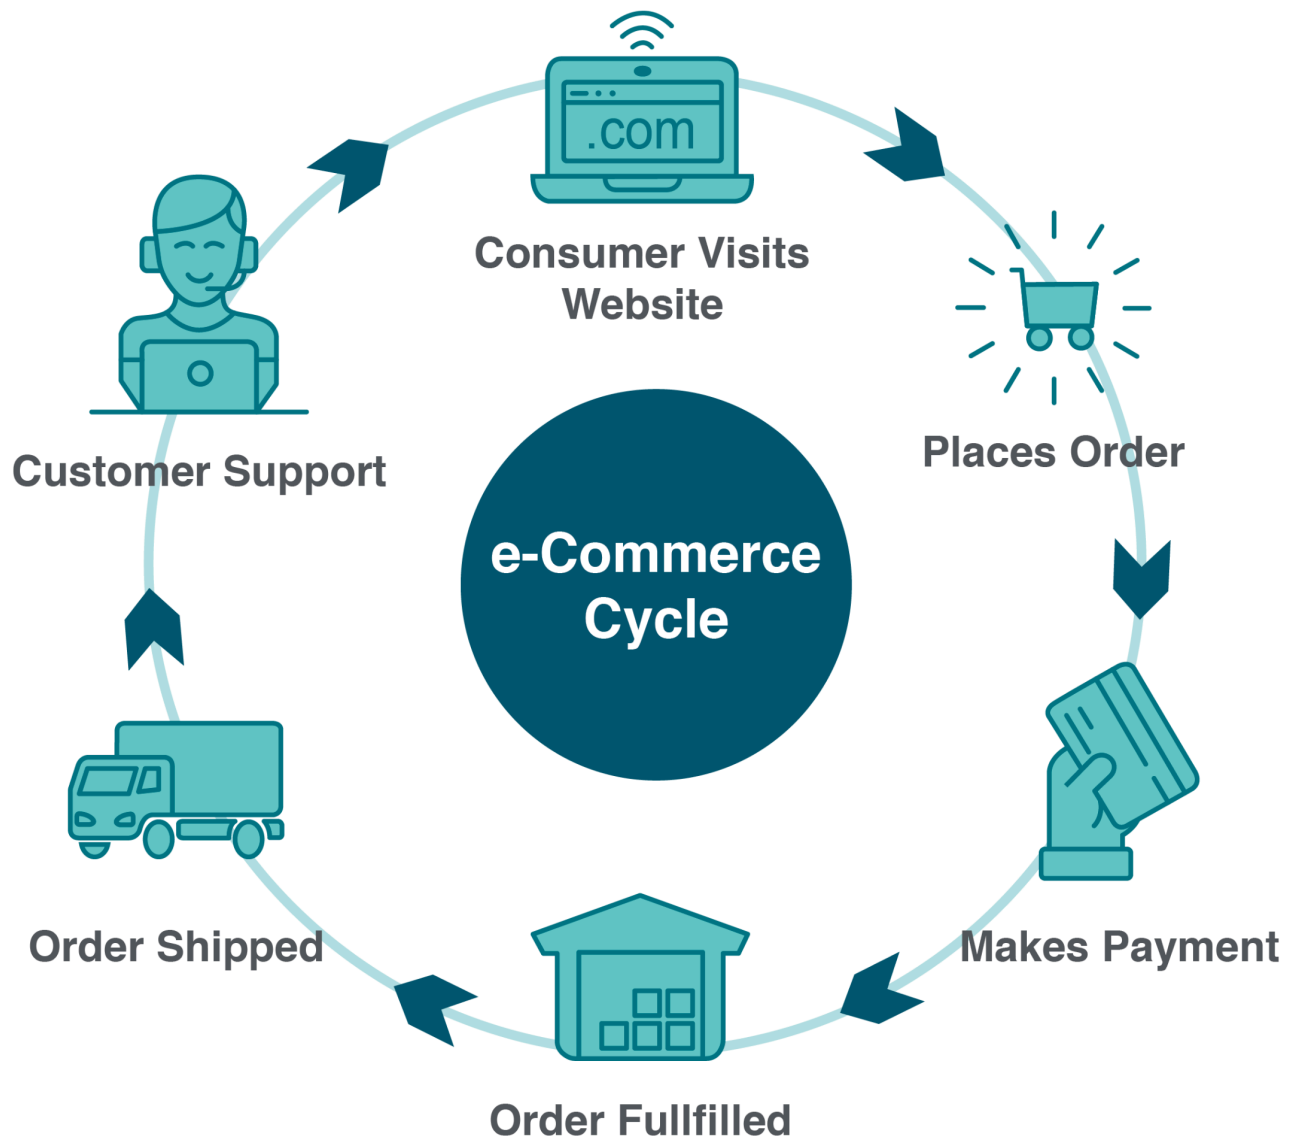 .com
Consumer Visits
Website
Places Order
Makes Payment
Order Fullfilled
Order Shipped
Customer Support
e-Commerce
Cycle